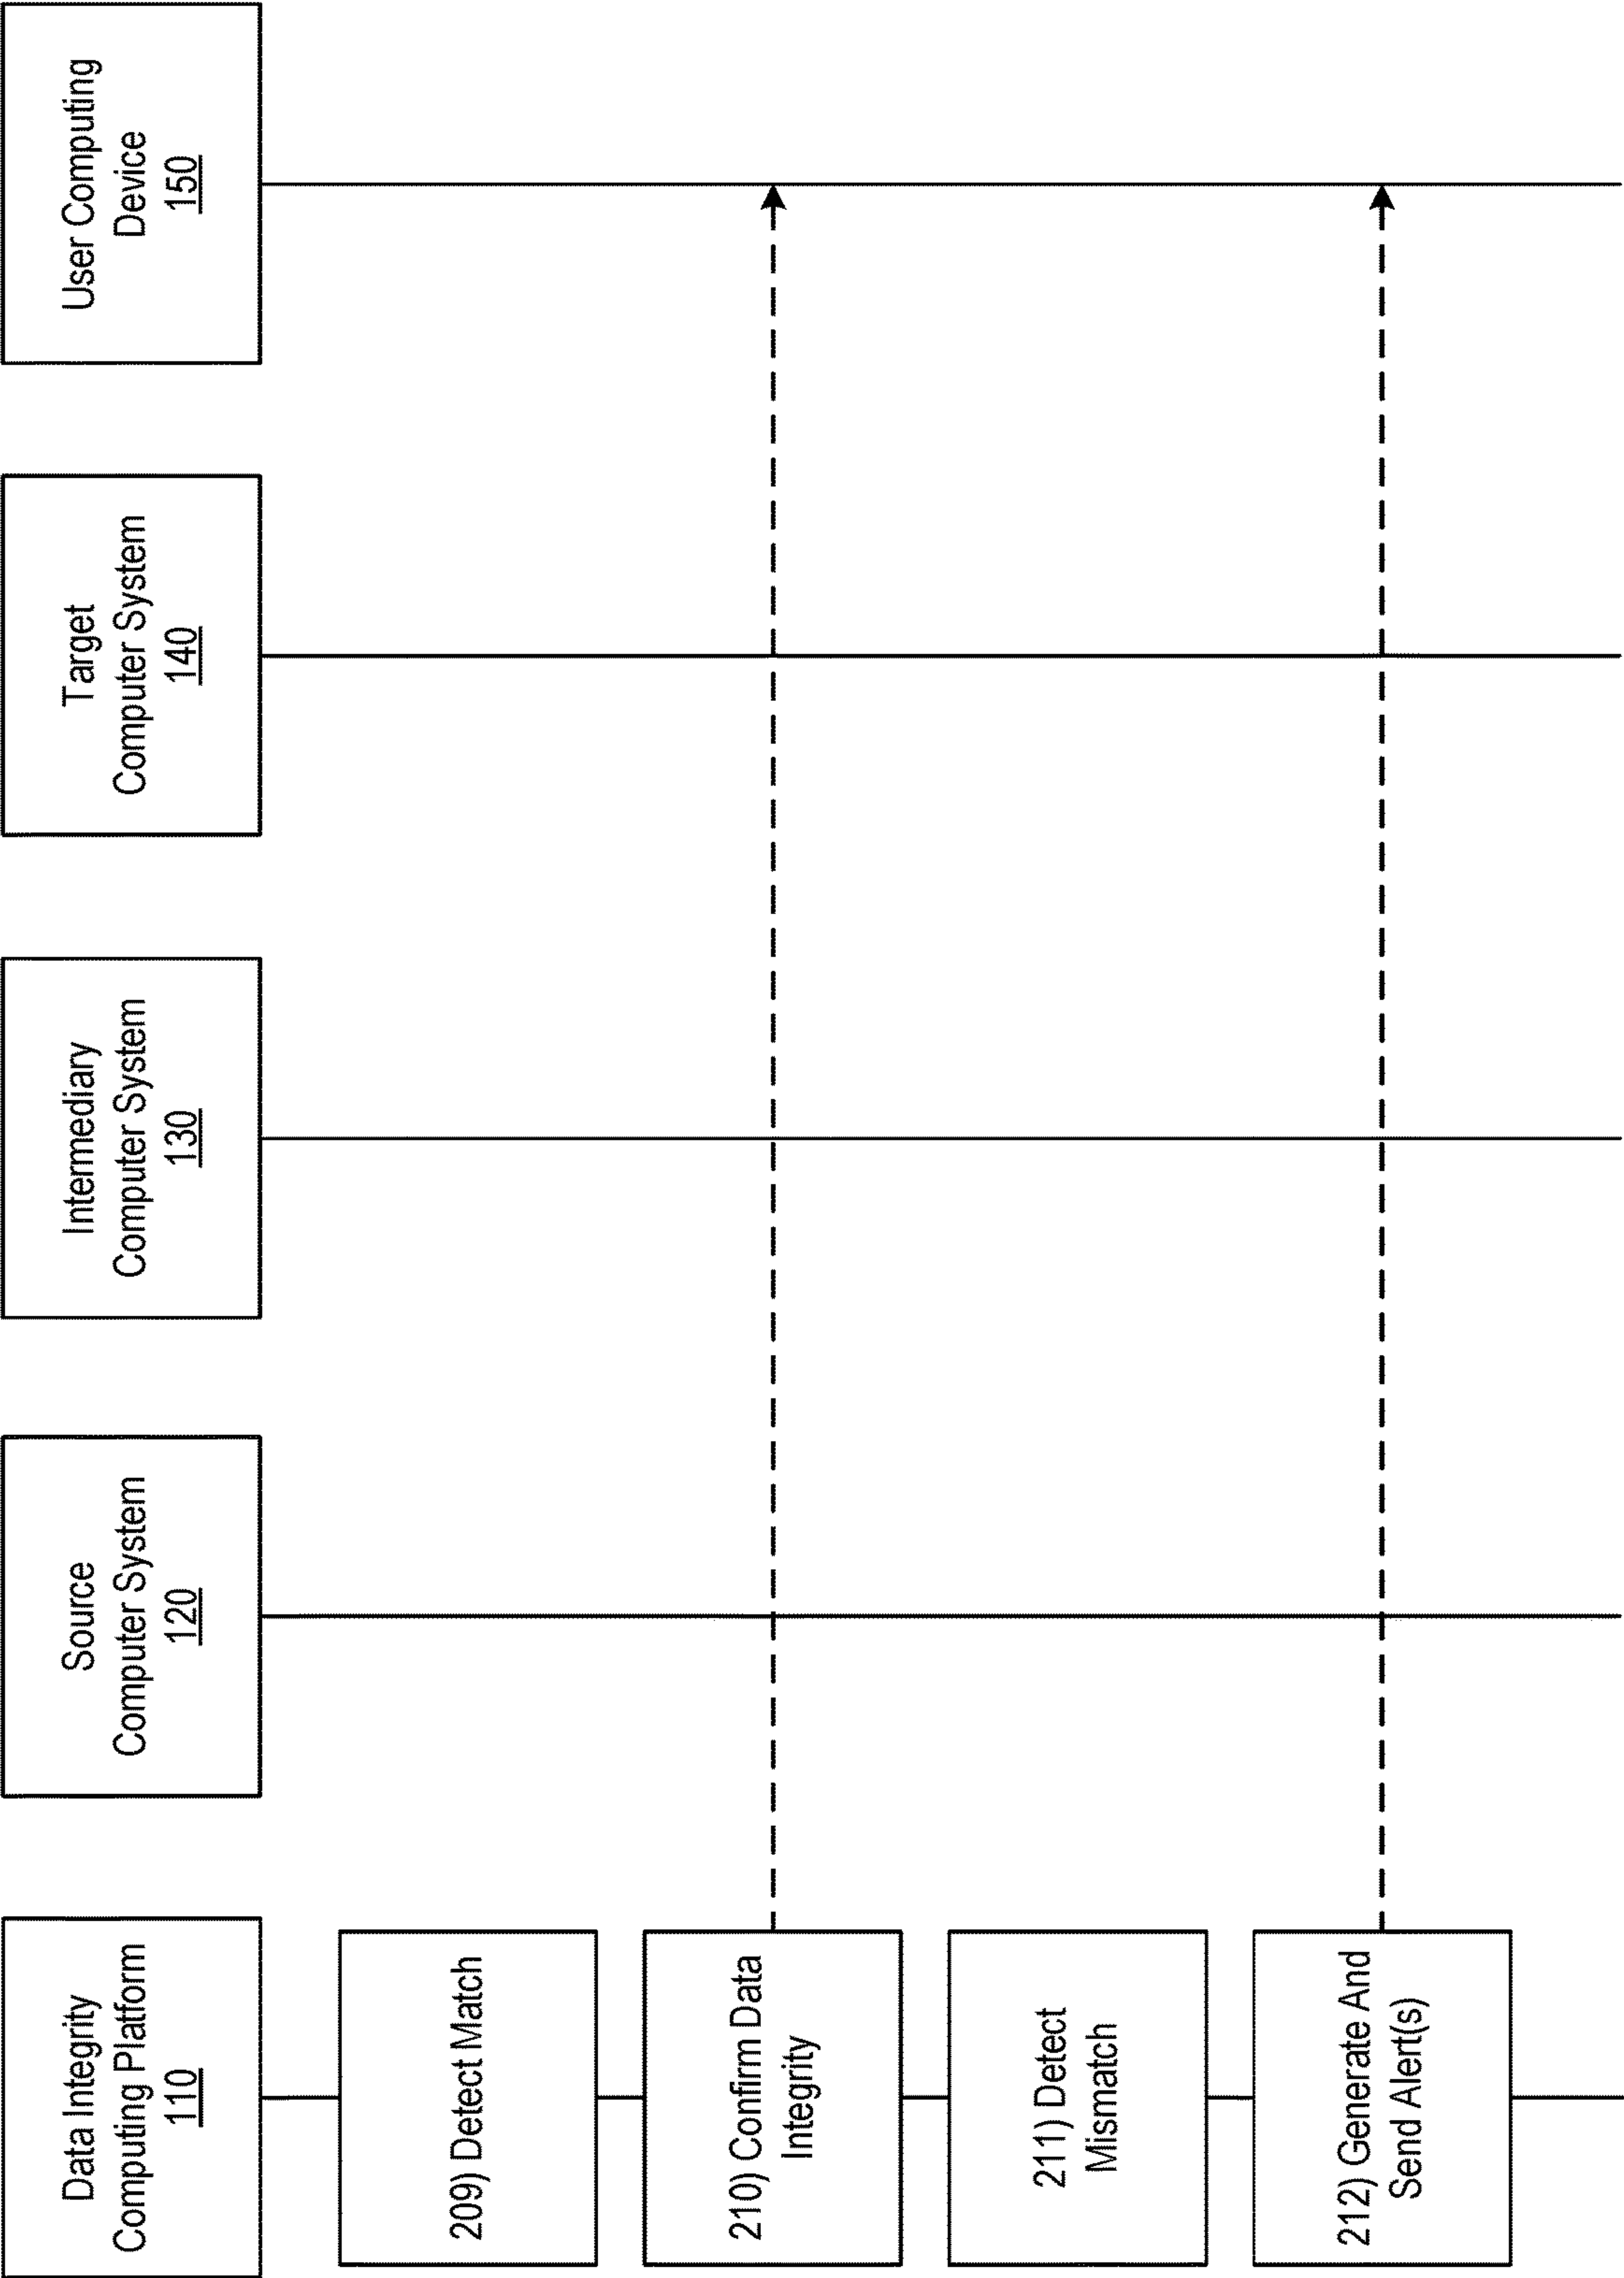 Data Integrity
Computing Platform
110
Source
Computer System
120
Intermediary
Computer System
130
Target
Computer System
140
User Computing
Device
150
209) Detect Match
210) Confirm Data
Integrity
211) Detect
Mismatch
212) Generate And
Send Alert(s)